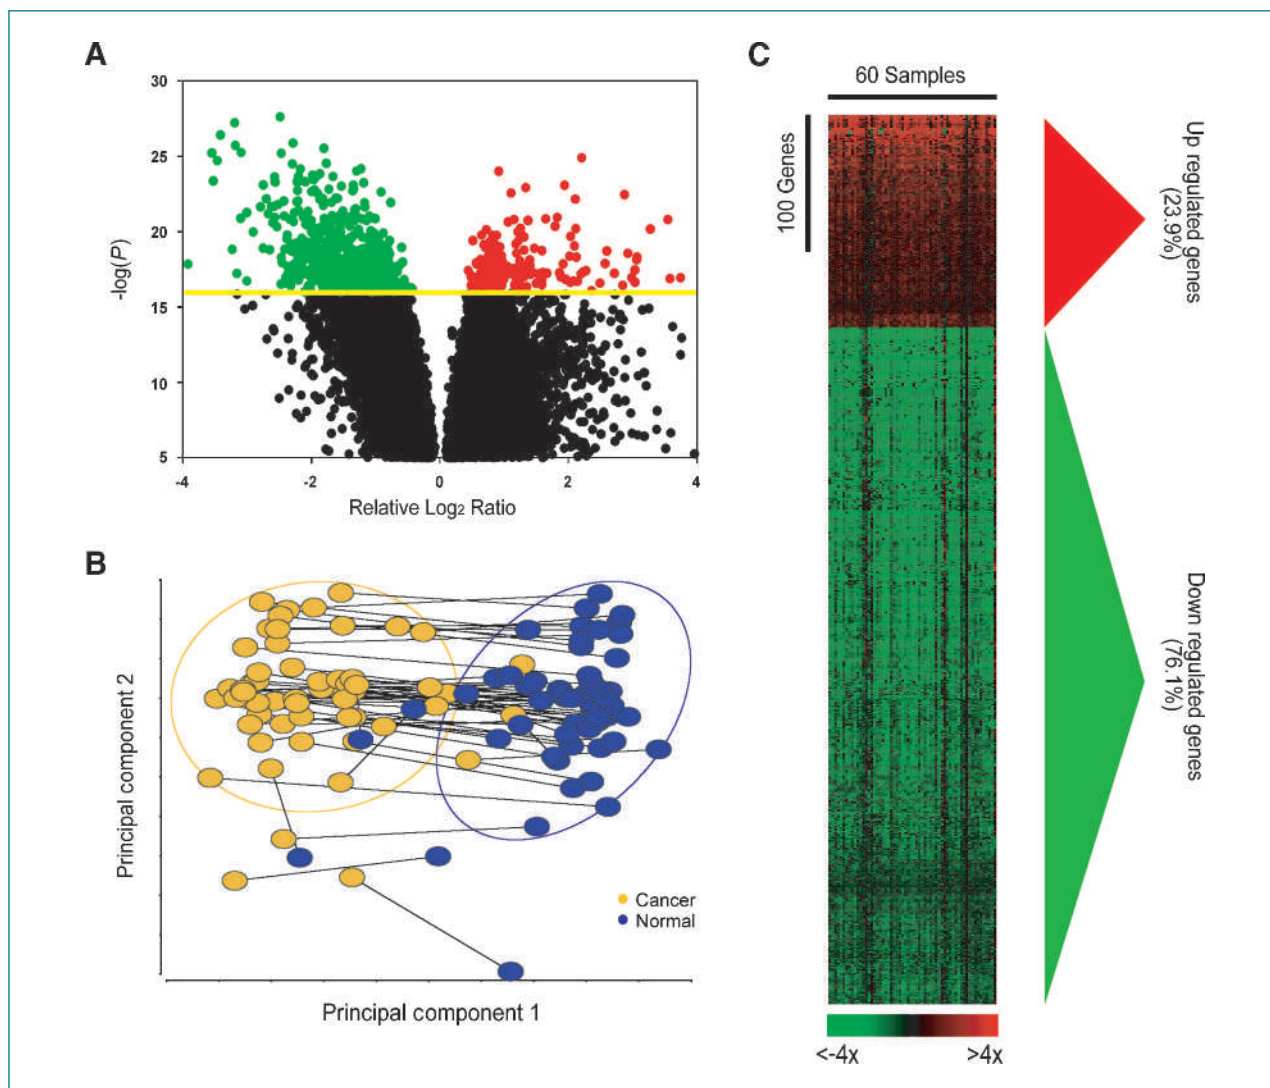 A
30
25
20
15
10
5
-log(P)
-4
-2
0
2
4
Relative Log₂ Ratio
B
Principal component 2
Cancer
Normal
Principal component 1
C
60 Samples
100 Genes
Up regulated genes
(23.9%)
Down regulated genes
(76.1%)
<-4x
>4x